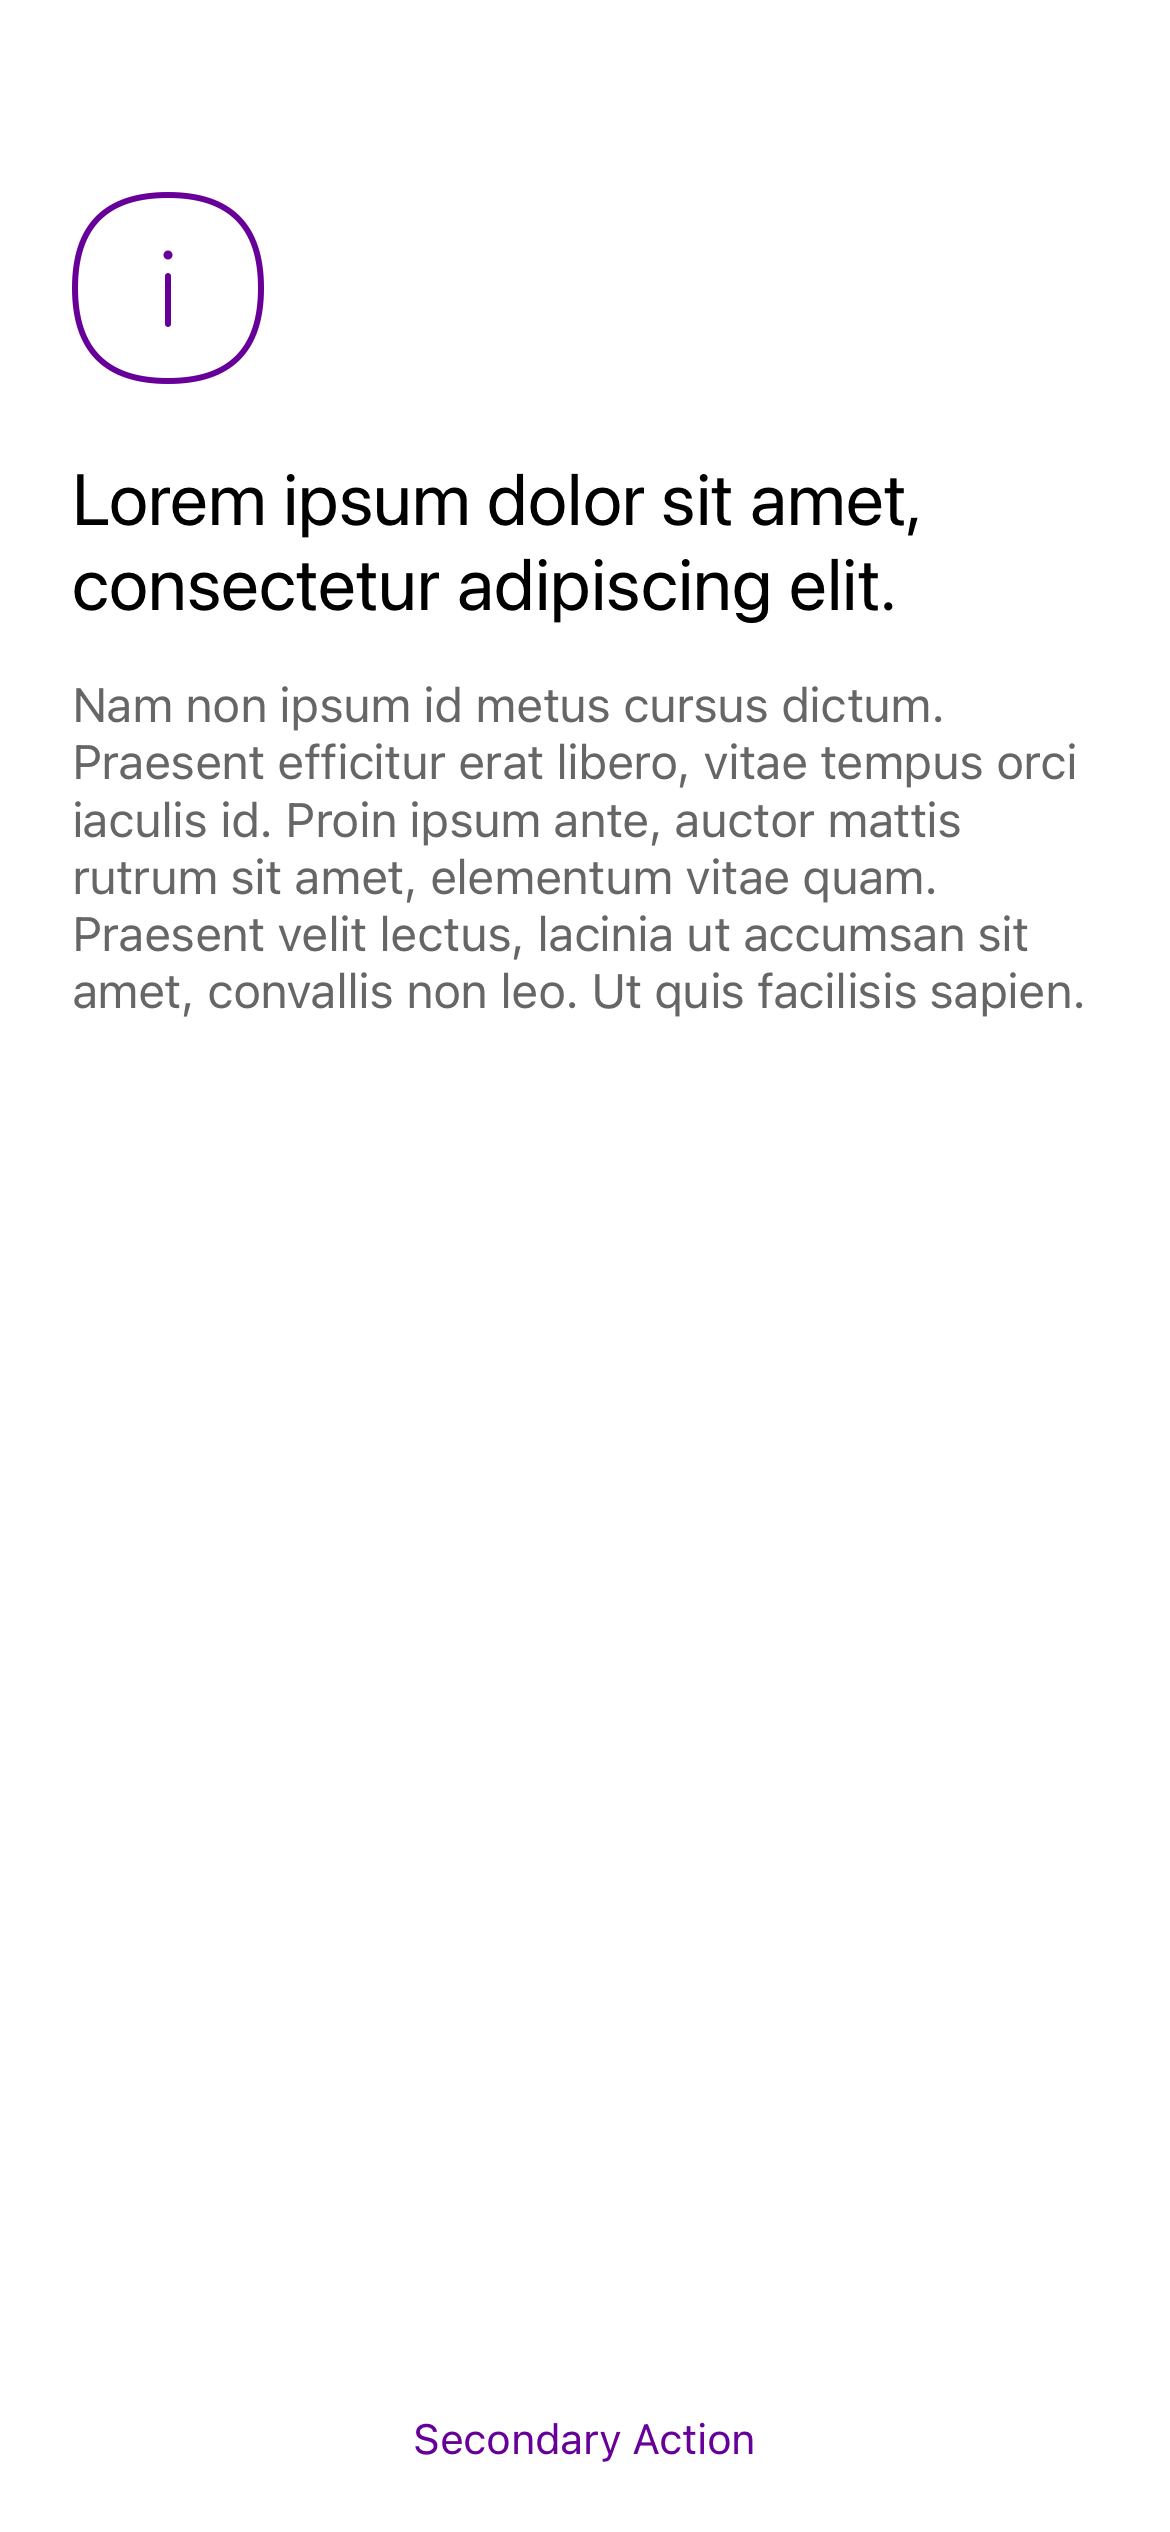 Lorem ipsum dolor sit amet,
consectetur adipiscing elit.
Nam non ipsum id metus cursus dictum.
Praesent efficitur erat libero, vitae tempus orci
iaculis id. Proin ipsum ante, auctor mattis
rutrum sit amet, elementum vitae quam.
Praesent velit lectus, lacinia ut accumsan sit
amet, convallis non leo. Ut quis facilisis sapien.
Secondary Action